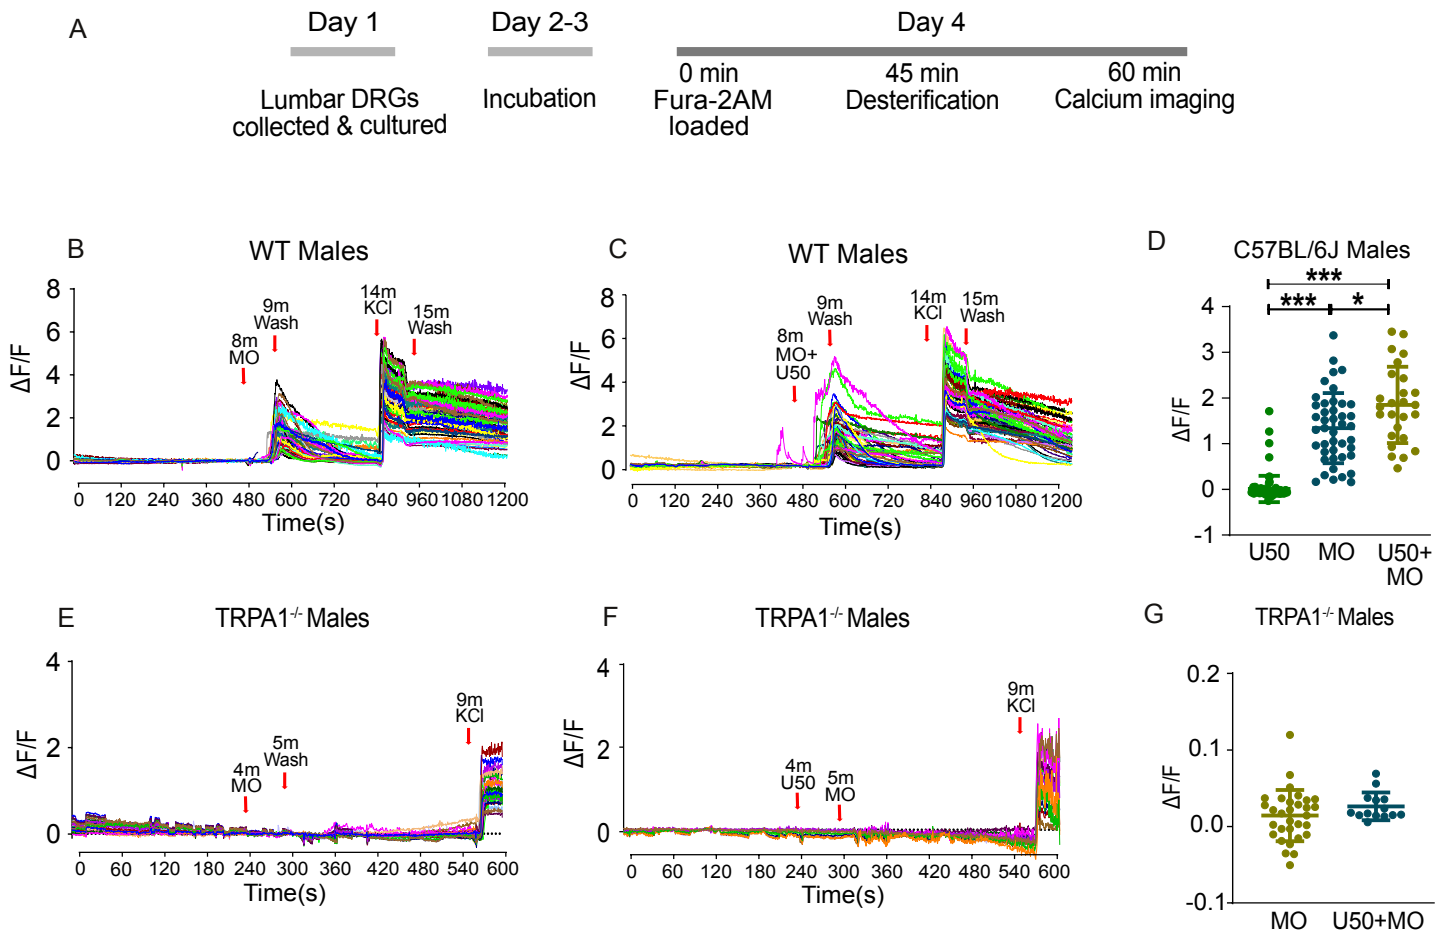 A
Day 1
Day 2-3
Day 4
Lumbar DRGs
collected & cultured
Incubation
0 min
Fura-2AM
loaded
45 min
Desterification
60 min
Calcium imaging
B
WT Males
ΔF/F
8
6
4
2
0
8m
MO
9m
Wash
14m
KCl
15m
Wash
0 120 240 360 480 600 720 840 960 1080 1200
Time(s)
C
WT Males
ΔF/F
8
6
4
2
0
8m
MO+
U50
9m
Wash
14m
KCl
15m
Wash
0 120 240 360 480 600 720 840 960 1080 1200
Time(s)
D
C57BL/6J Males
***
*** *
ΔF/F
4
3
2
1
0
-1
U50 MO U50+
MO
E
TRPA1-/- Males
ΔF/F
4
2
0
4m
MO
5m
Wash
9m
KCl
0 60 120 180 240 300 360 420 480 540 600
Time(s)
F
TRPA1-/- Males
ΔF/F
4
2
0
4m
U50
5m
MO
9m
KCl
0 60 120 180 240 300 360 420 480 540 600
Time(s)
G
TRPA1-/- Males
ΔF/F
0.2
0.1
0.0
-0.1
MO U50+MO